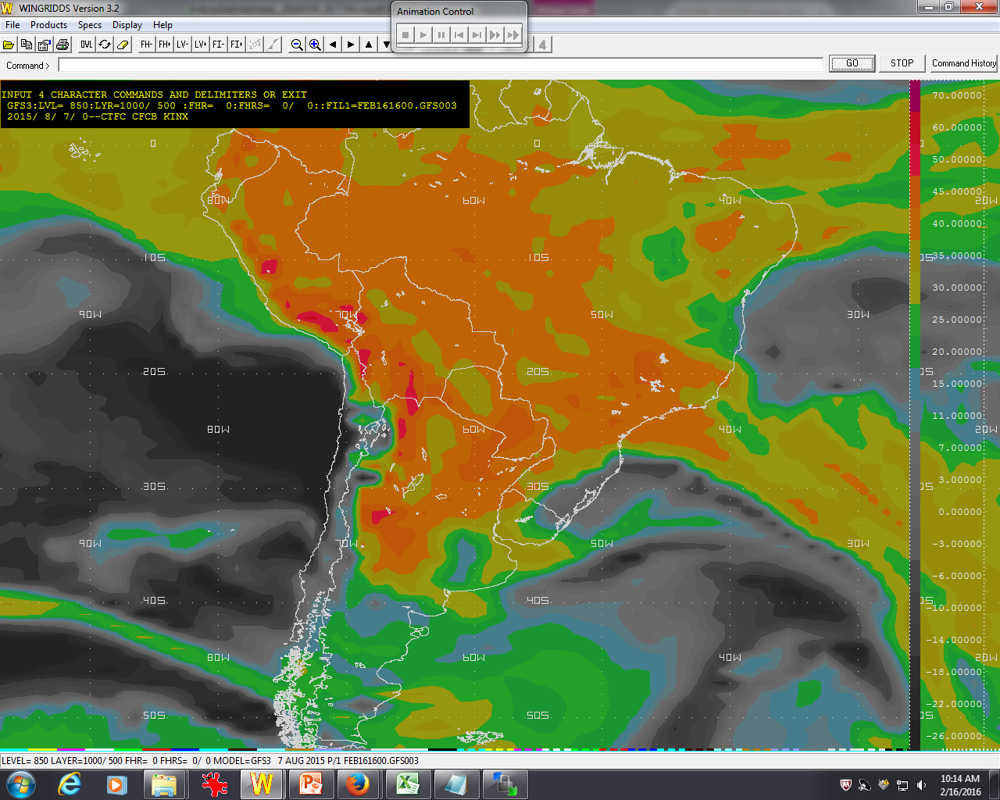 WINGRIDDS Version 3.2
Animation Control
File Products Specs Display Help
OVL FH- FH+ LV- LV+ FI- FI+ 4
Command >
GO STOP Command History
INPUT 4 CHARACTER COMMANDS AND DELIMITERS OR EXIT
GFS3:LVL= 850:LYR=1000/ 500 :FHR= 0:FHRS= 0/ 0::FIL1=FEB161600.GFS003
2015/ 8/ 7/ 0--CTFC CFCB KINX
70.00000
60.00000
0 0 0
50.00000
45.00000
80W 60W 40W 20W
40.00000
35.00000
10S 10S 0S
30.00000
90W 70W 50W 30W
25.00000
20.00000
20S 20S 0S
15.00000
11.00000
80W 60W 40W 20W
7.00000
3.00000
30S 30S 0S
0.00000
90W 70W 50W 30W
-3.00000
-6.00000
40S 40S 0S
-10.00000
-14.00000
80W 60W 40W 20W
-18.00000
-22.00000
50S 50S 0S
-26.00000
LEVEL= 850 LAYER=1000/ 500 FHR= 0 FHRS= 0/ 0 MODEL=GFS3 7 AUG 2015 P/1 FEB161600.GFS003
10:14 AM
2/16/2016